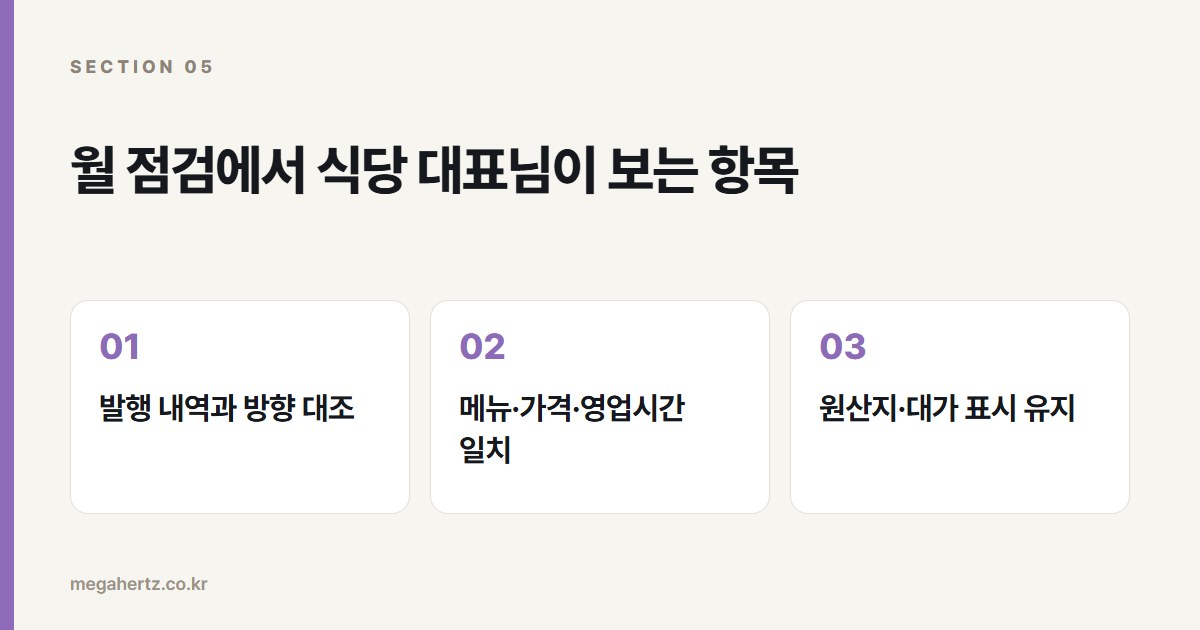 SECTION 05
월 점검에서 식당 대표님이 보는 항목
01
발행 내역과 방향 대조
02
메뉴·가격·영업시간
일치
03
원산지·대가 표시 유지
megahertz.co.kr